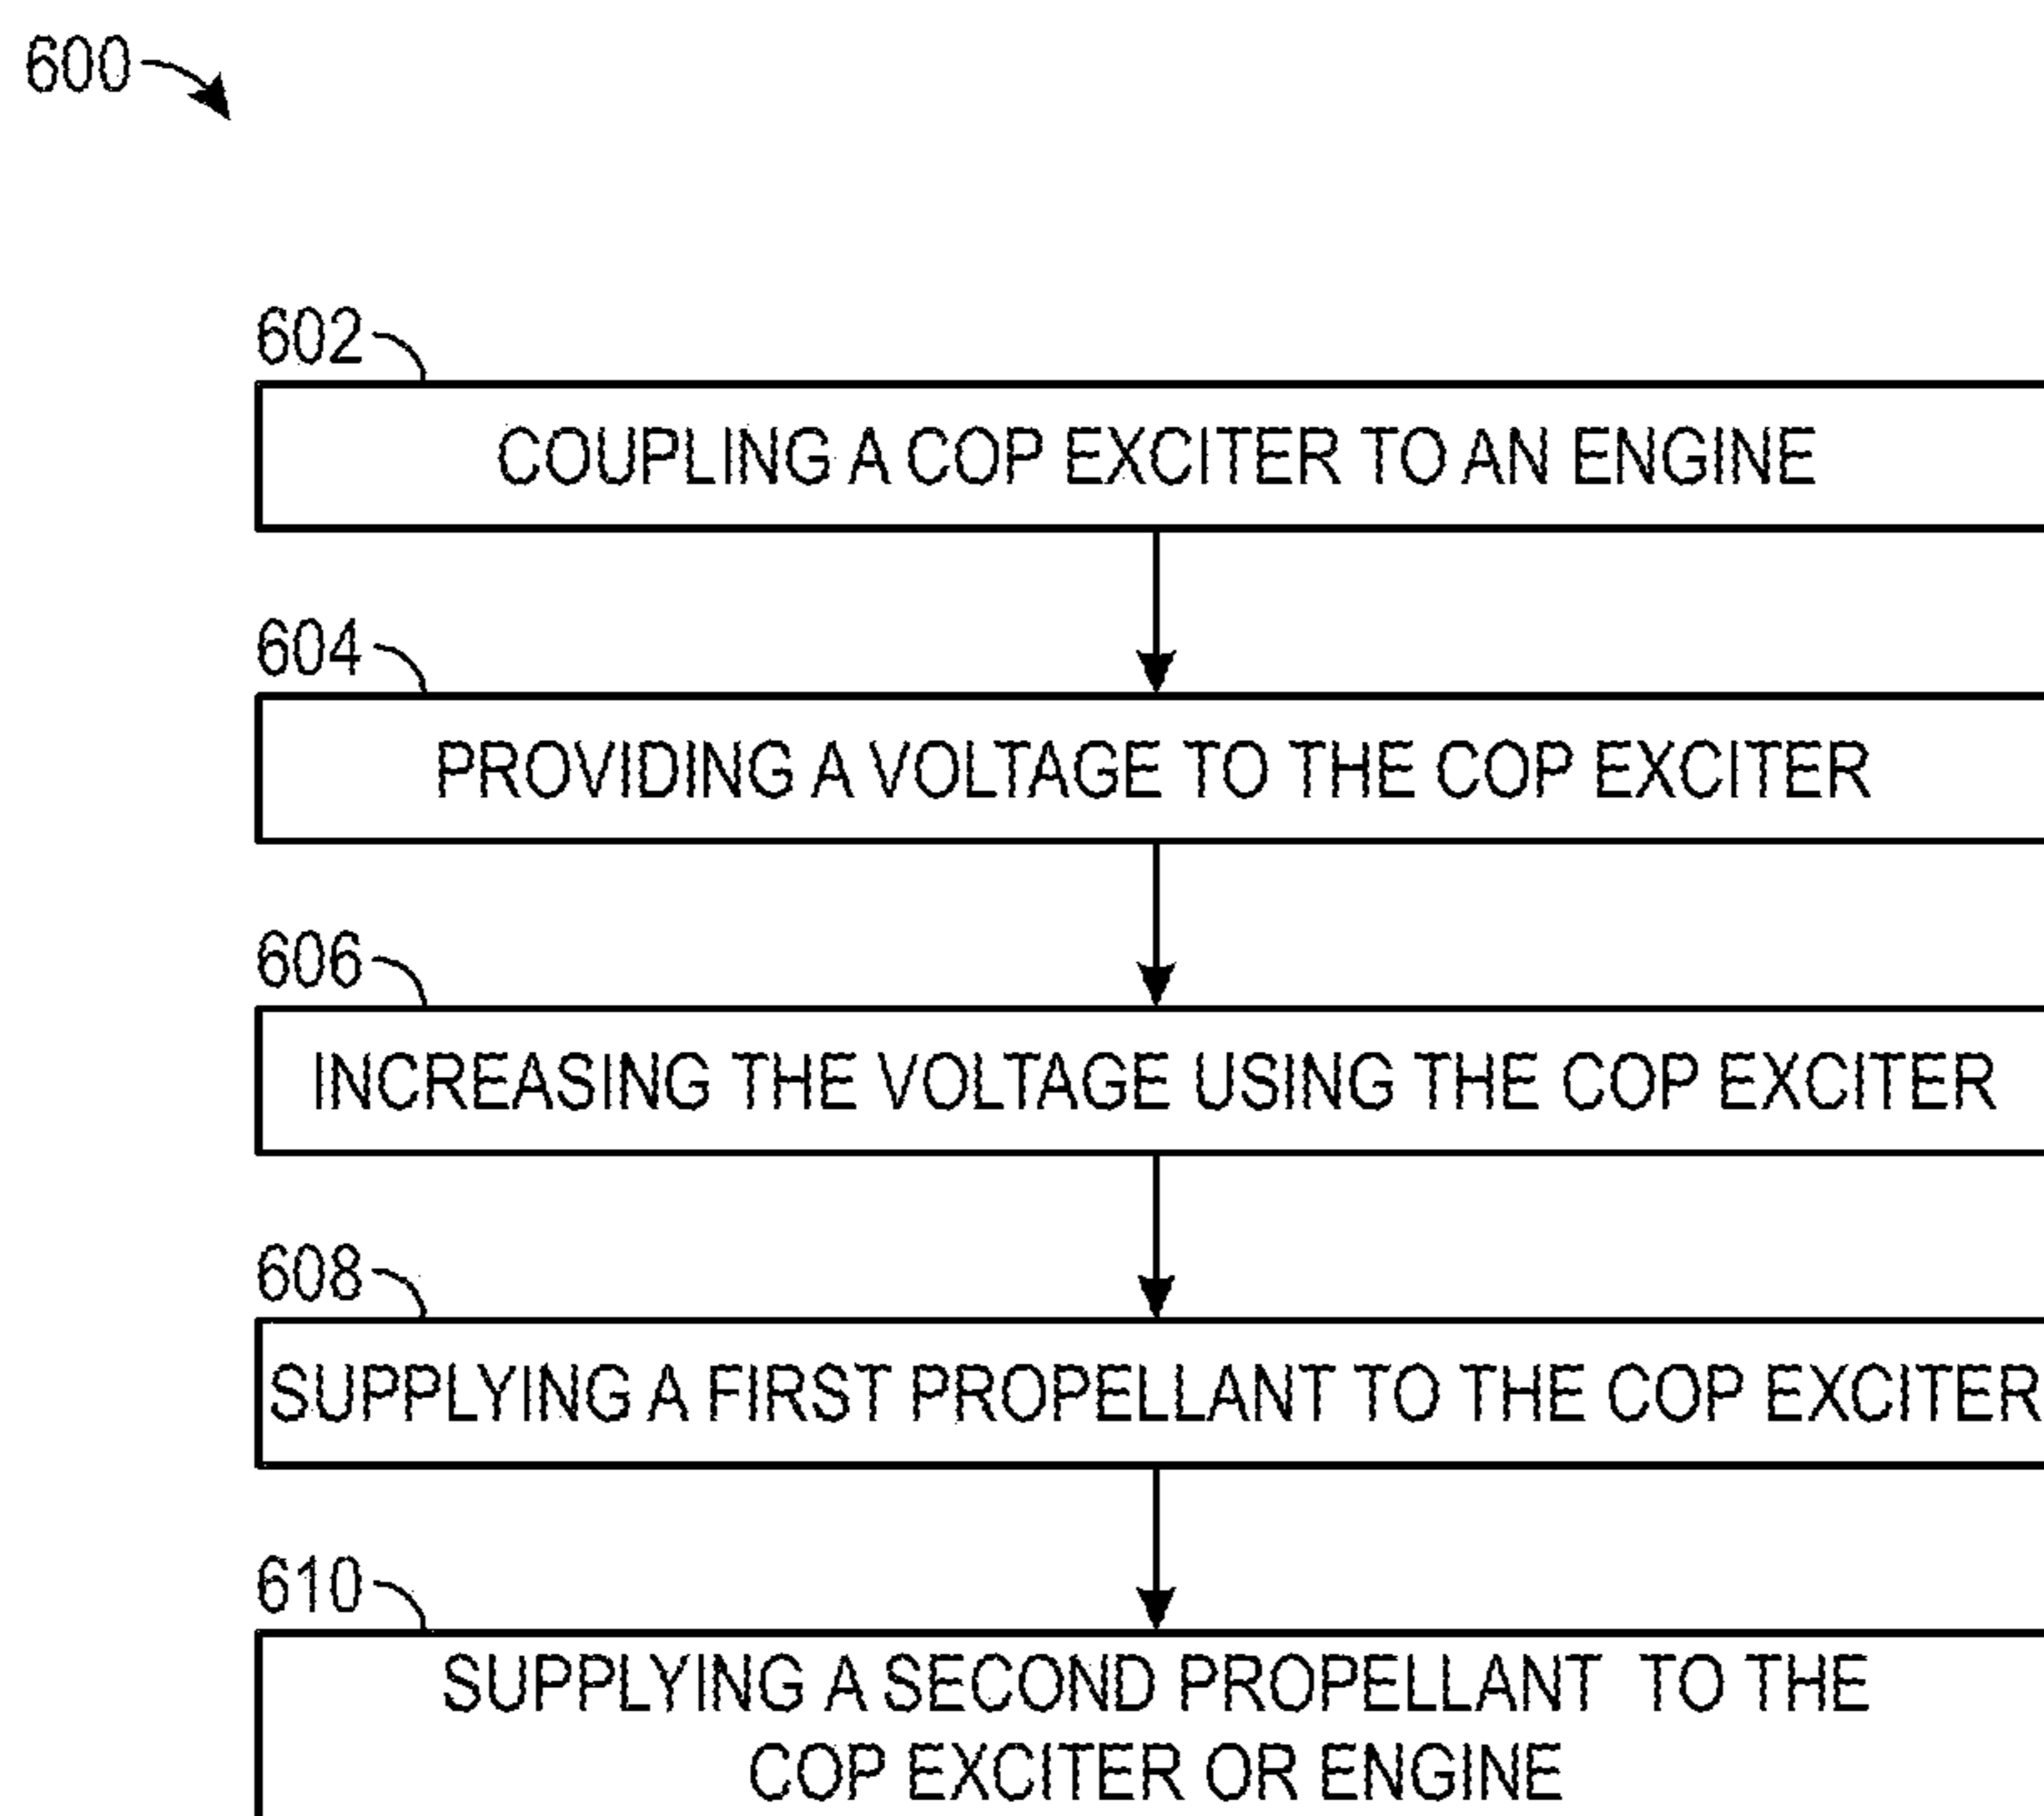 600
602
COUPLING A COP EXCITER TO AN ENGINE
604
PROVIDING A VOLTAGE TO THE COP EXCITER
606
INCREASING THE VOLTAGE USING THE COP EXCITER
608
SUPPLYING A FIRST PROPELLANT TO THE COP EXCITER
610
SUPPLYING A SECOND PROPELLANT TO THE
COP EXCITER OR ENGINE